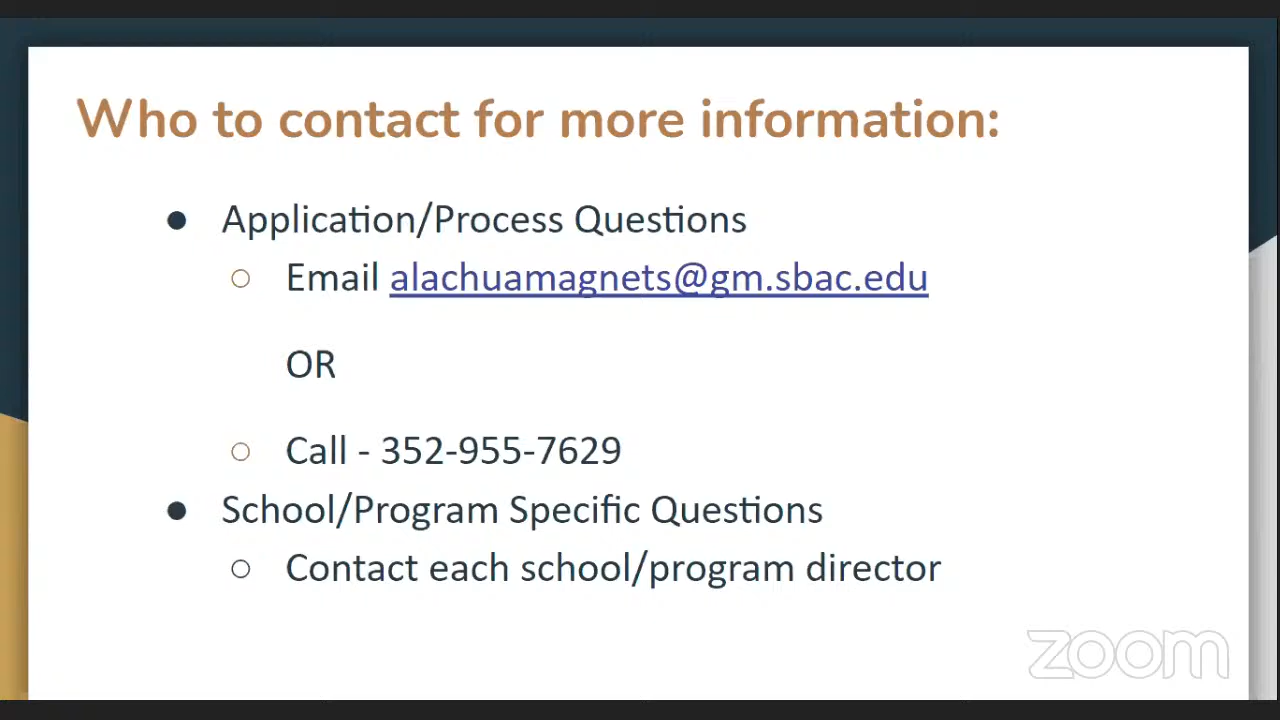 Who to contact for more information:
● Application/Process Questions
○ Email alachuamagnets@gm.sbac.edu
OR
○ Call - 352-955-7629
● School/Program Specific Questions
○ Contact each school/program director
zoom